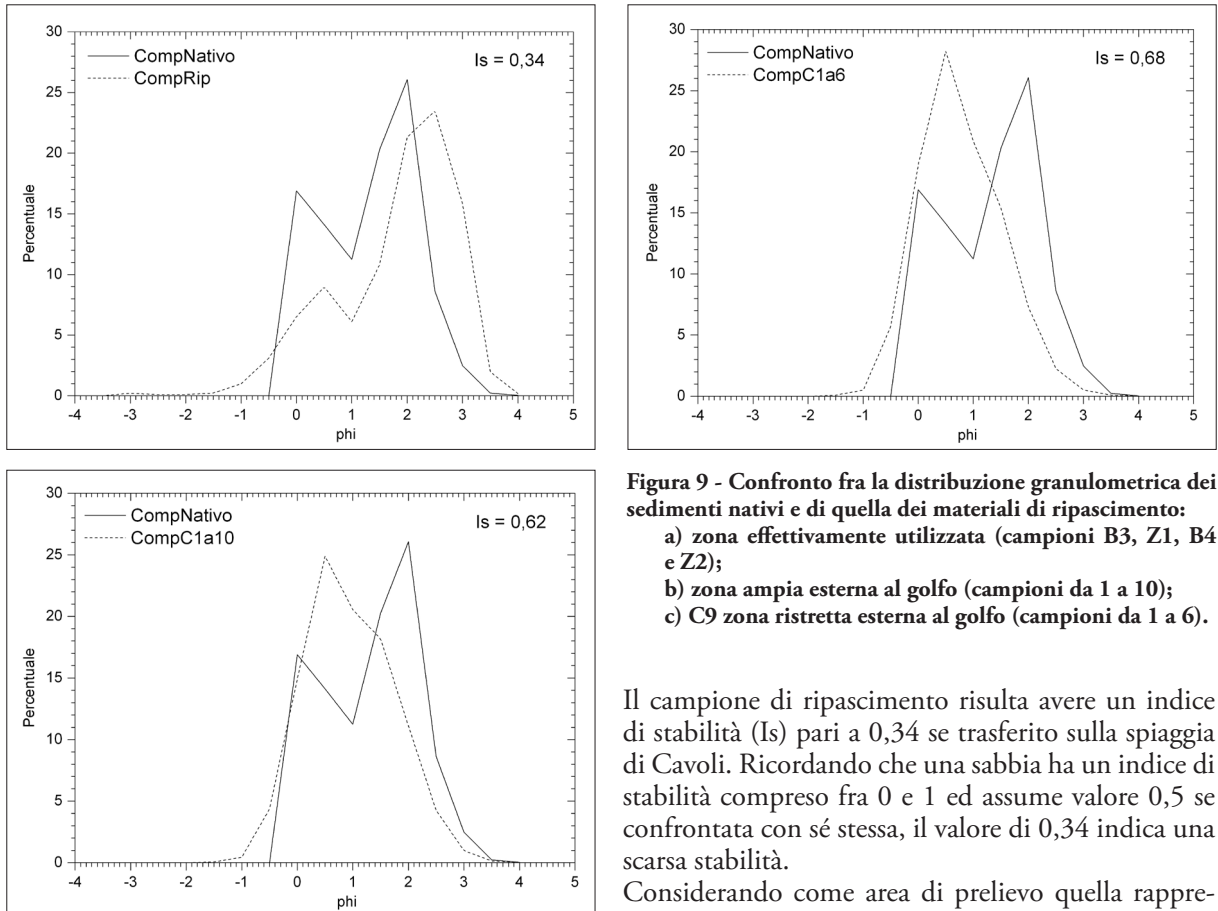 30
25
20
15
10
5
0
Percentuale
CompNativo
CompRip
Is = 0,34
-4 -3 -2 -1 0 1 2 3 4 5
phi
30
25
20
15
10
5
0
Percentuale
CompNativo
CompC1a6
Is = 0,68
-4 -3 -2 -1 0 1 2 3 4 5
phi
30
25
20
15
10
5
0
Percentuale
CompNativo
CompC1a10
Is = 0,62
-4 -3 -2 -1 0 1 2 3 4 5
phi
Figura 9 - Confronto fra la distribuzione granulometrica dei
sedimenti nativi e di quella dei materiali di ripascimento:
a) zona effettivamente utilizzata (campioni B3, Z1, B4
e Z2);
b) zona ampia esterna al golfo (campioni da 1 a 10);
c) C9 zona ristretta esterna al golfo (campioni da 1 a 6).
Il campione di ripascimento risulta avere un indice
di stabilità (Is) pari a 0,34 se trasferito sulla spiaggia
di Cavoli. Ricordando che una sabbia ha un indice di
stabilità compreso fra 0 e 1 ed assume valore 0,5 se
confrontata con sé stessa, il valore di 0,34 indica una
scarsa stabilità.
Considerando come area di prelievo quella rappre-